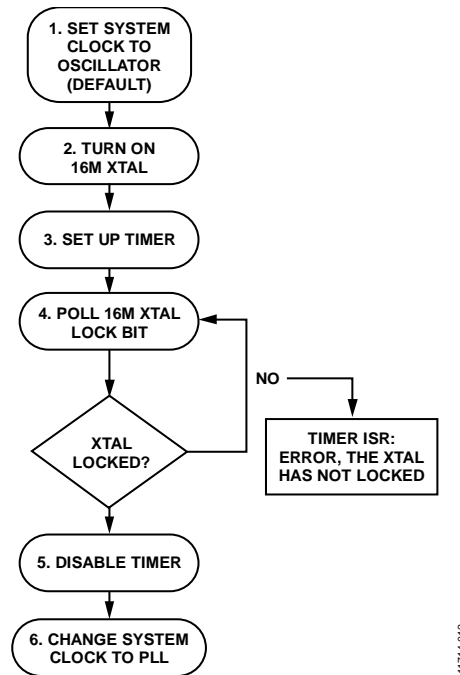 1. SET SYSTEM
CLOCK TO
OSCILLATOR
(DEFAULT)
2. TURN ON
16M XTAL
3. SET UP TIMER
4. POLL 16M XTAL
LOCK BIT
NO
XTAL
LOCKED?
TIMER ISR:
ERROR, THE XTAL
HAS NOT LOCKED
5. DISABLE TIMER
6. CHANGE SYSTEM
CLOCK TO PLL